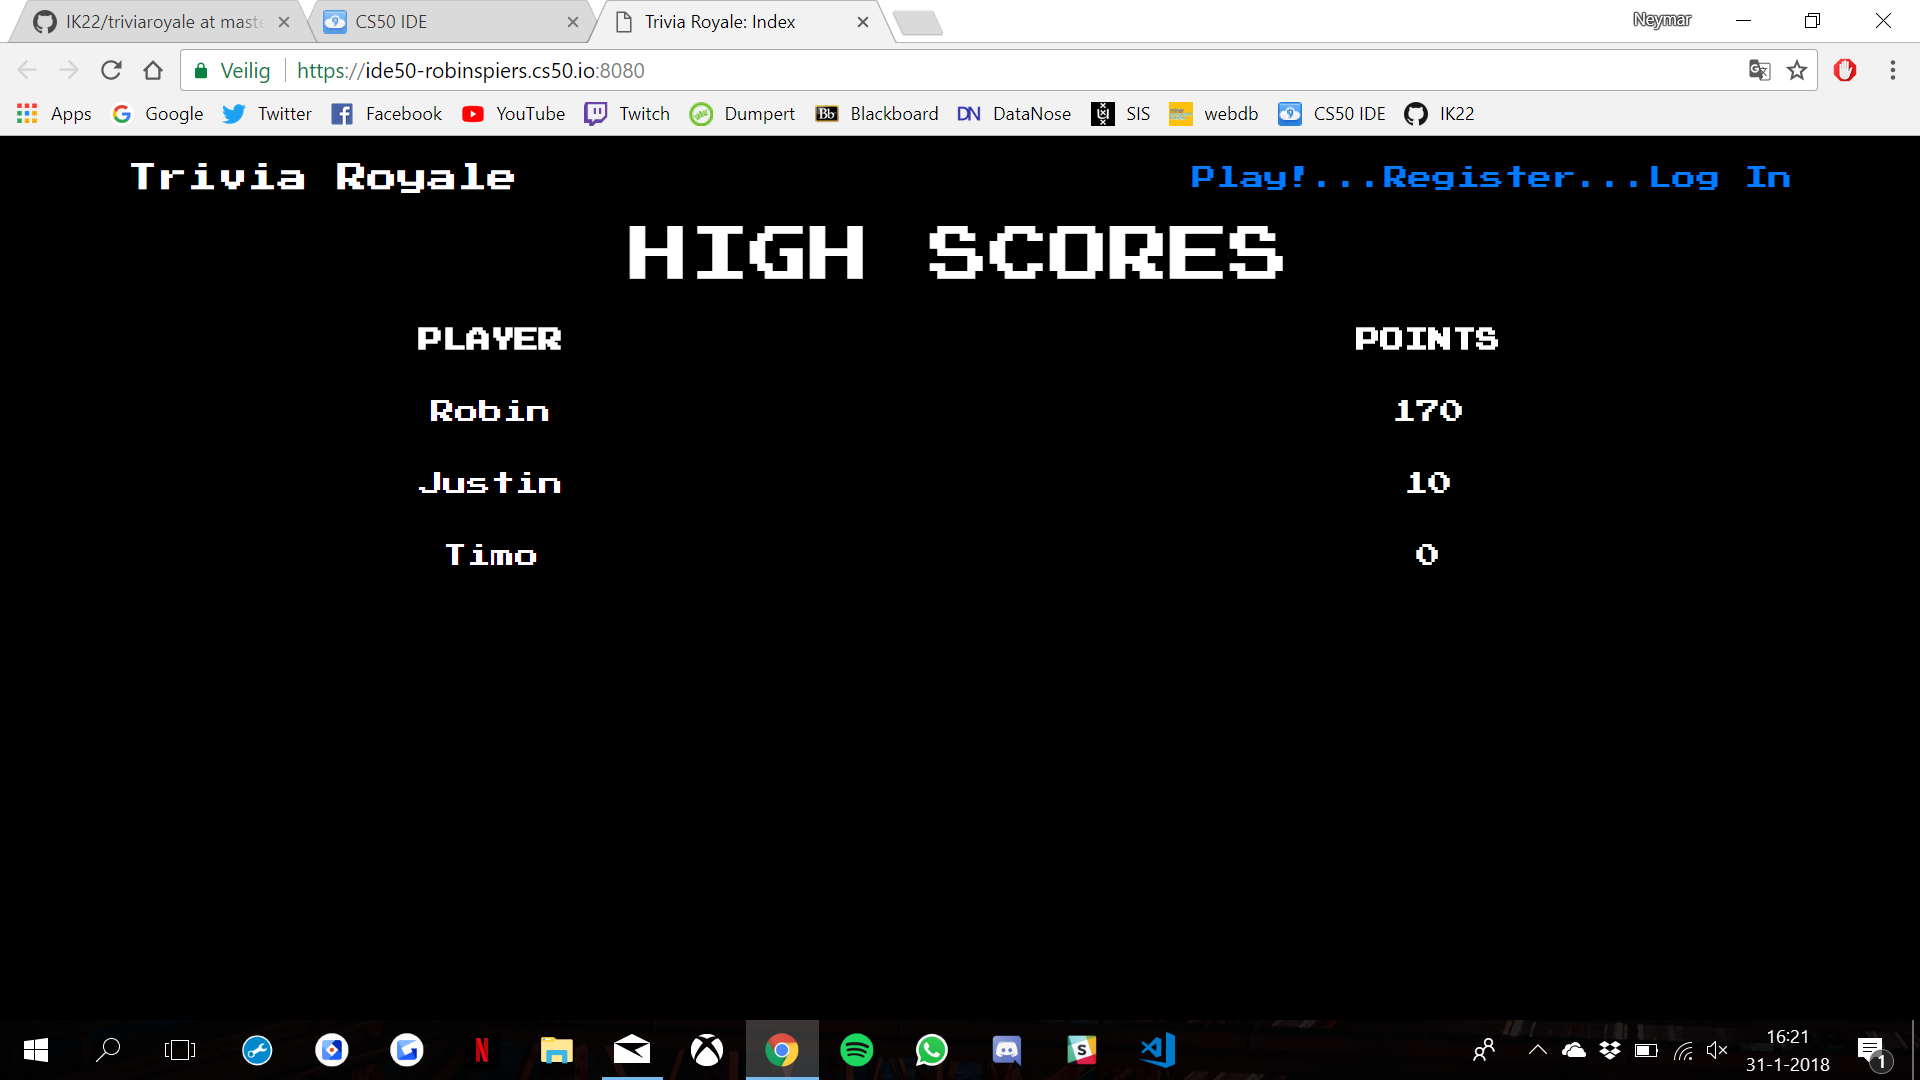 IK22/triviaroyale at mast
CS50 IDE
Trivia Royale: Index
Neymar
Veilig
https://ide50-robinspiers.cs50.io:8080
Apps Google Twitter Facebook YouTube Twitch Dumpert Bb Blackboard DN DataNose SIS webdb CS50 IDE IK22
Trivia Royale
Play!...Register...Log In
HIGH SCORES
PLAYER POINTS
Robin 170
Justin 10
Timo 0
16:21
31-1-2018
1